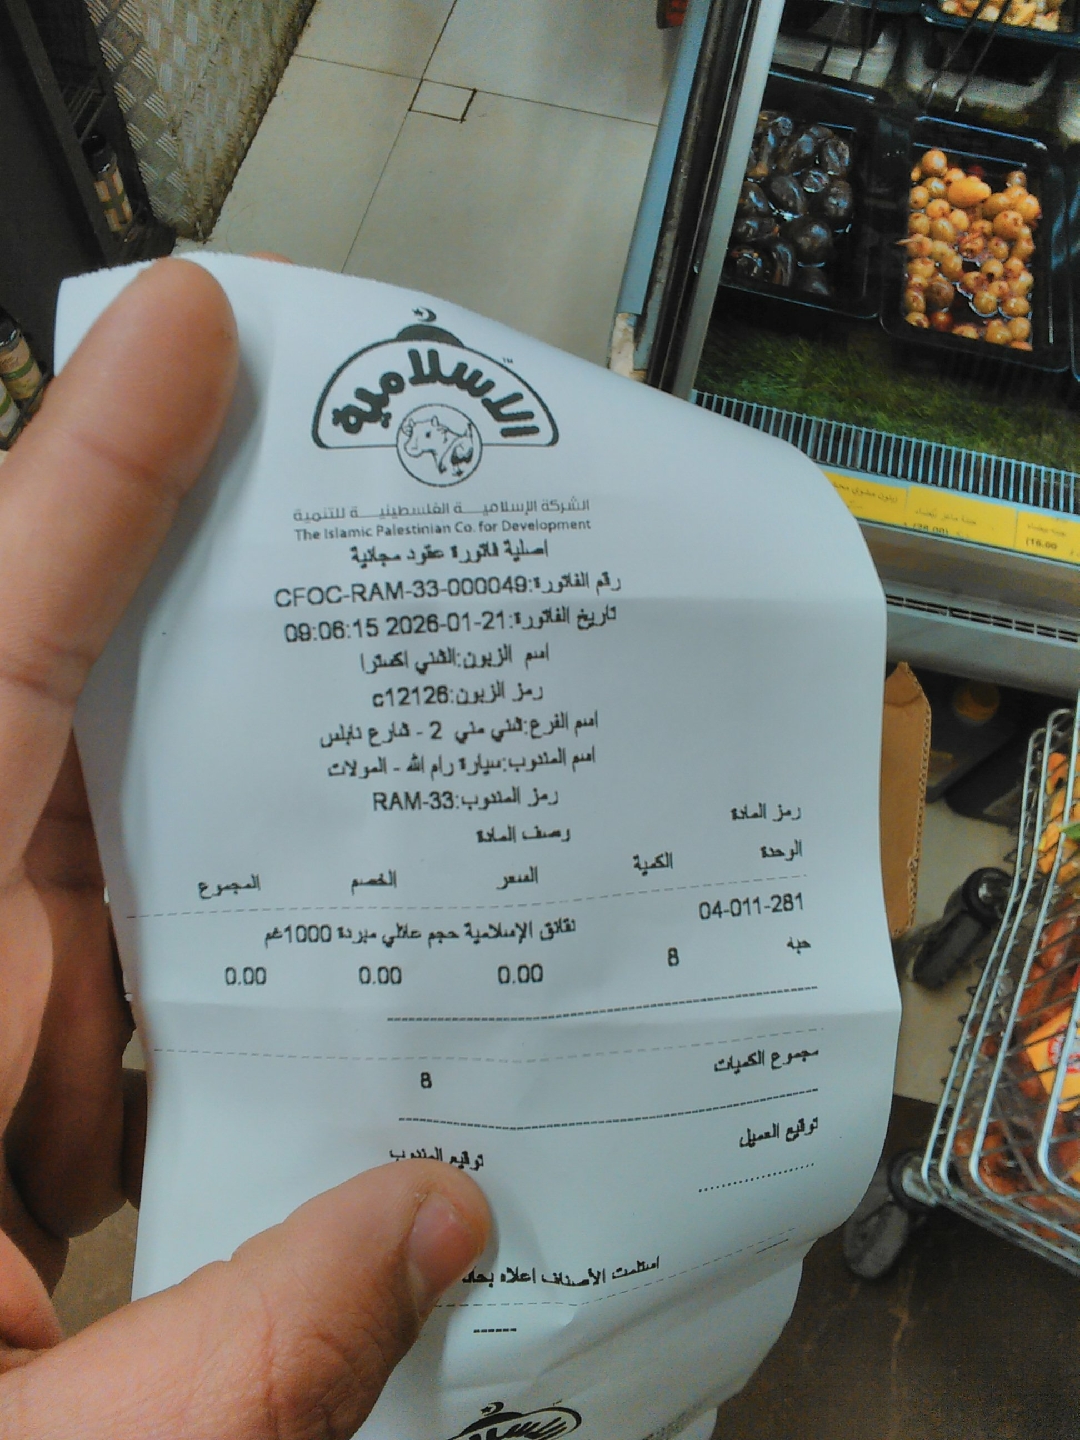 الاسلامية
™
الشركة الإسلامية الفلسطينية للتنمية
The Islamic Palestinian Co. for Development
اصلية فاتورة عقود مجانية
رقم الفاتورة:CFOC-RAM-33-000049
تاريخ الفاتورة:2026-01-21 09:06:15
اسم الزبون:الشني اكسترا
رمز الزبون:c12126
اسم الفرع:شني مني 2 - شارع نابلس
اسم المندوب:سيارة رام الله - المولات
رمز المندوب:RAM-33
رمز المادة وصف المادة
الوحدة الكمية السعر الخصم المجموع
04-011-281 نقانق الإسلامية حجم عائلي مبردة 1000غم
حبه 8 0.00 0.00 0.00
مجموع الكميات 8
توقيع العميل توقيع المندوب
استلمت الأصناف اعلاه